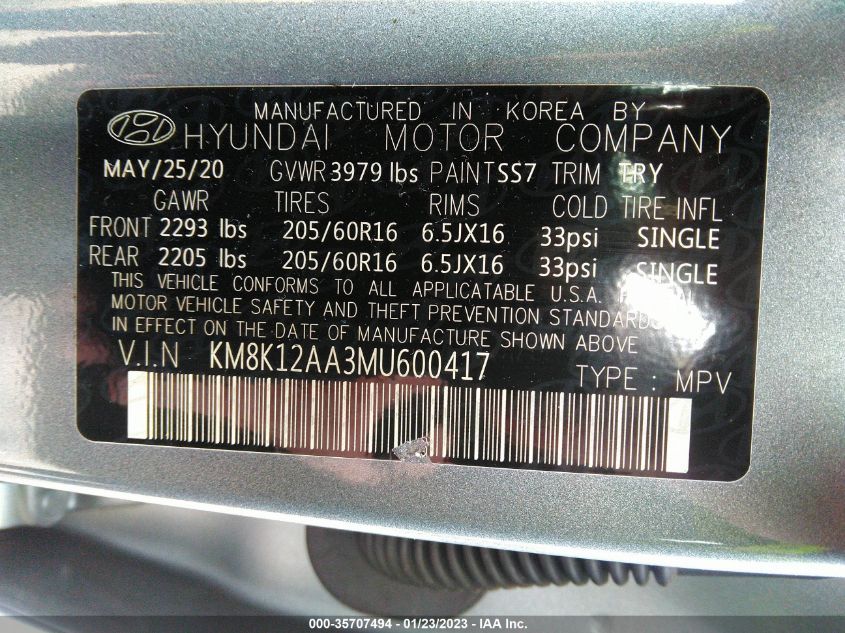 MANUFACTURED IN KOREA BY
HYUNDAI MOTOR COMPANY
MAY/25/20 GVWR 3979 lbs PAINT SS7 TRIM TRY
GAWR TIRES RIMS COLD TIRE INFL
FRONT 2293 lbs 205/60R16 6.5JX16 33psi SINGLE
REAR 2205 lbs 205/60R16 6.5JX16 33psi SINGLE
THIS VEHICLE CONFORMS TO ALL APPLICATABLE U.S.A.
MOTOR VEHICLE SAFETY AND THEFT PREVENTION STANDARDS
IN EFFECT ON THE DATE OF MANUFACTURE SHOWN ABOVE
V.I.N KM8K12AA3MU600417 TYPE : MPV
000-35707494 - 01/23/2023 - IAA Inc.